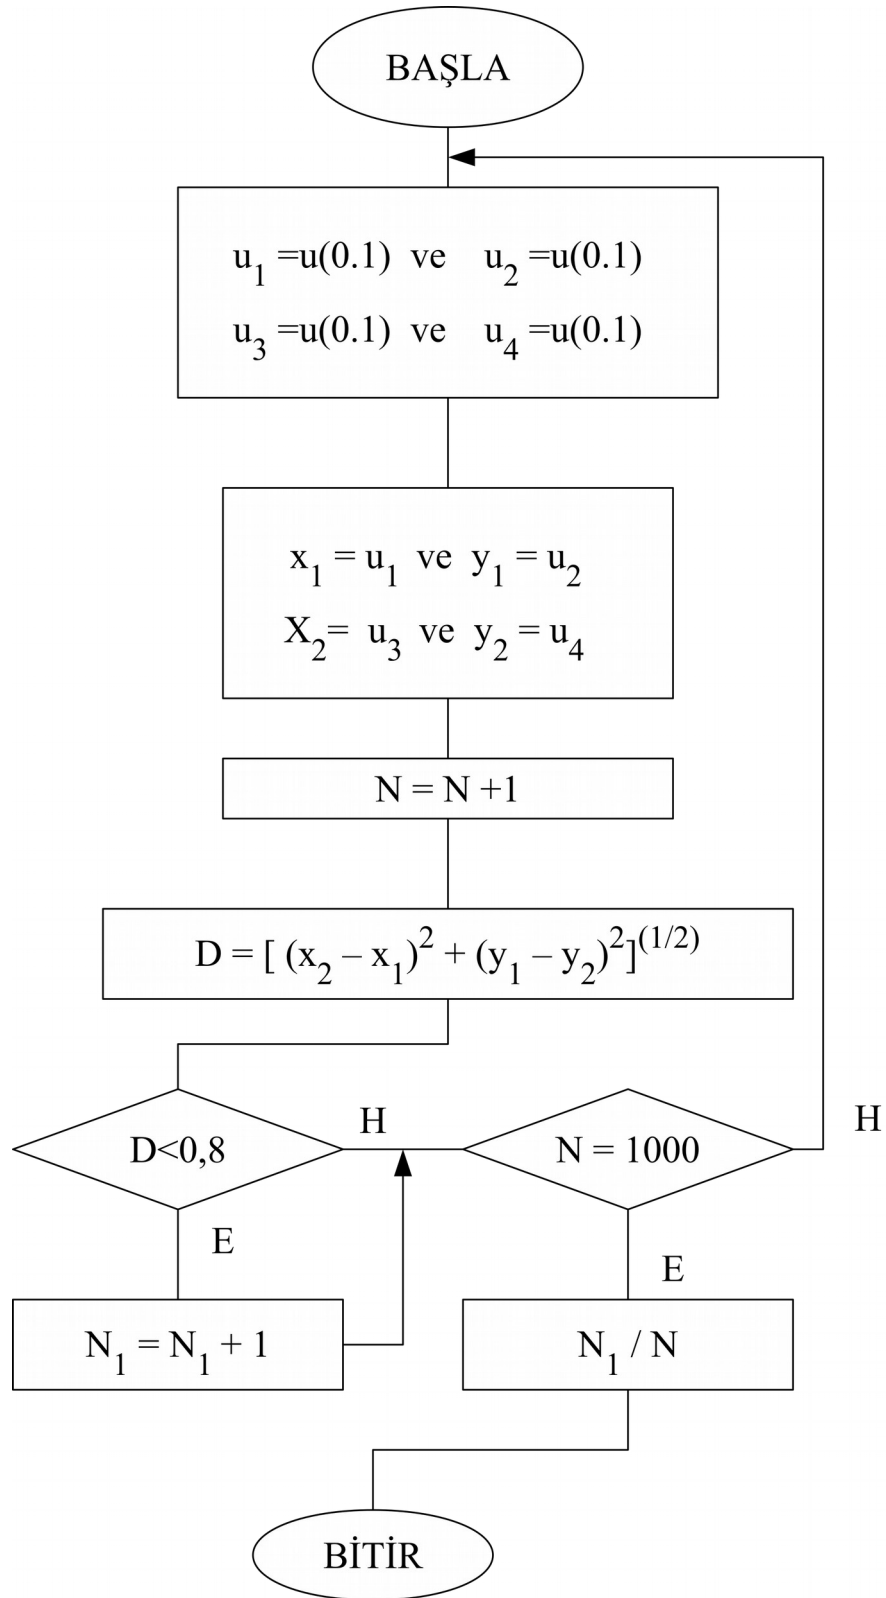 BAŞLA
u₁ =u(0.1) ve u₂ =u(0.1)
u₃ =u(0.1) ve u₄ =u(0.1)
x₁ = u₁ ve y₁ = u₂
X₂= u₃ ve y₂ = u₄
N = N +1
D = [ (x₂ – x₁)² + (y₁ – y₂)²]⁽¹ᐟ²⁾
D<0,8
H
N = 1000
H
E
E
N₁ = N₁ + 1
N₁ / N
BİTİR